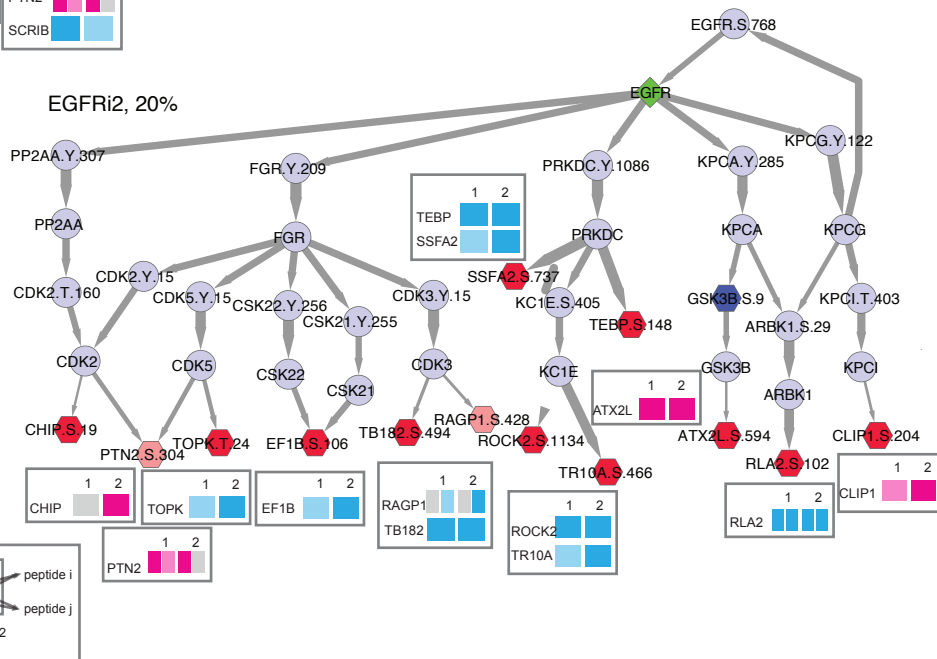 SCRIB
EGFR.S.768
EGFR
EGFRi2, 20%
PP2AA.Y.307
FGR.Y.209
PRKDC.Y.1086
KPCA.Y.285
KPCG.Y.122
1 2
TEBP
SSFA2
PP2AA
FGR
PRKDC
KPCA
KPCG
CDK2.T.160
CDK2.Y.15
CDK5.Y.15
CSK22.Y.256
CSK21.Y.255
CDK3.Y.15
SSFA2.S.737
KC1E.S.405
TEBP.S.148
GSK3B.S.9
ARBK1.S.29
KPCI.T.403
CDK2
CDK5
CSK22
CSK21
CDK3
KC1E
GSK3B
ARBK1
KPCI
1 2
ATX2L
CHIP.S.19
PTN2.S.304
TOPK.T.24
EF1B.S.106
TB182.S.494
RAGP1.S.428
ROCK2.S.1134
TR10A.S.466
ATX2L.S.594
RLA2.S.102
CLIP1.S.204
1 2
CHIP
1 2
TOPK
1 2
EF1B
1 2
RAGP1
TB182
1 2
ROCK2
TR10A
1 2
RLA2
1 2
CLIP1
1 2
PTN2
peptide i
peptide j
2